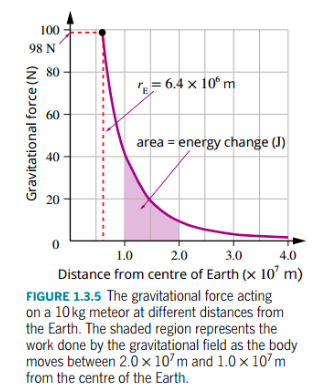 100
98 N
80
60
40
20
0
Gravitational force (N)
rE = 6.4 × 10⁶ m
area = energy change (J)
1.0 2.0 3.0 4.0
Distance from centre of Earth (× 10⁷ m)
FIGURE 1.3.5 The gravitational force acting
on a 10 kg meteor at different distances from
the Earth. The shaded region represents the
work done by the gravitational field as the body
moves between 2.0 × 10⁷ m and 1.0 × 10⁷ m
from the centre of the Earth.